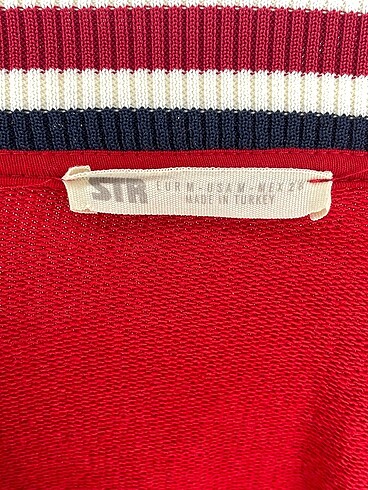 STR
EUR M - USA M - MEX 28
MADE IN TURKEY